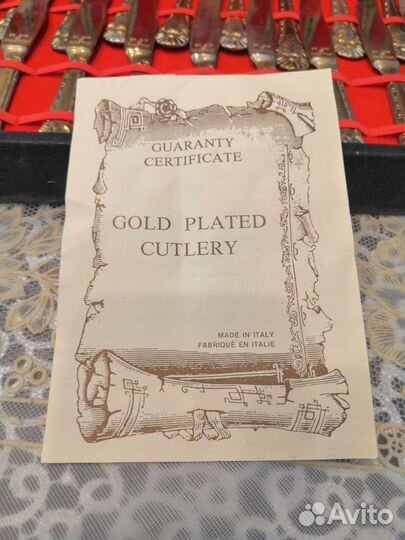 GUARANTY
CERTIFICATE
GOLD PLATED
CUTLERY
MADE IN ITALY
FABRIQUÉ EN ITALIE
Avito